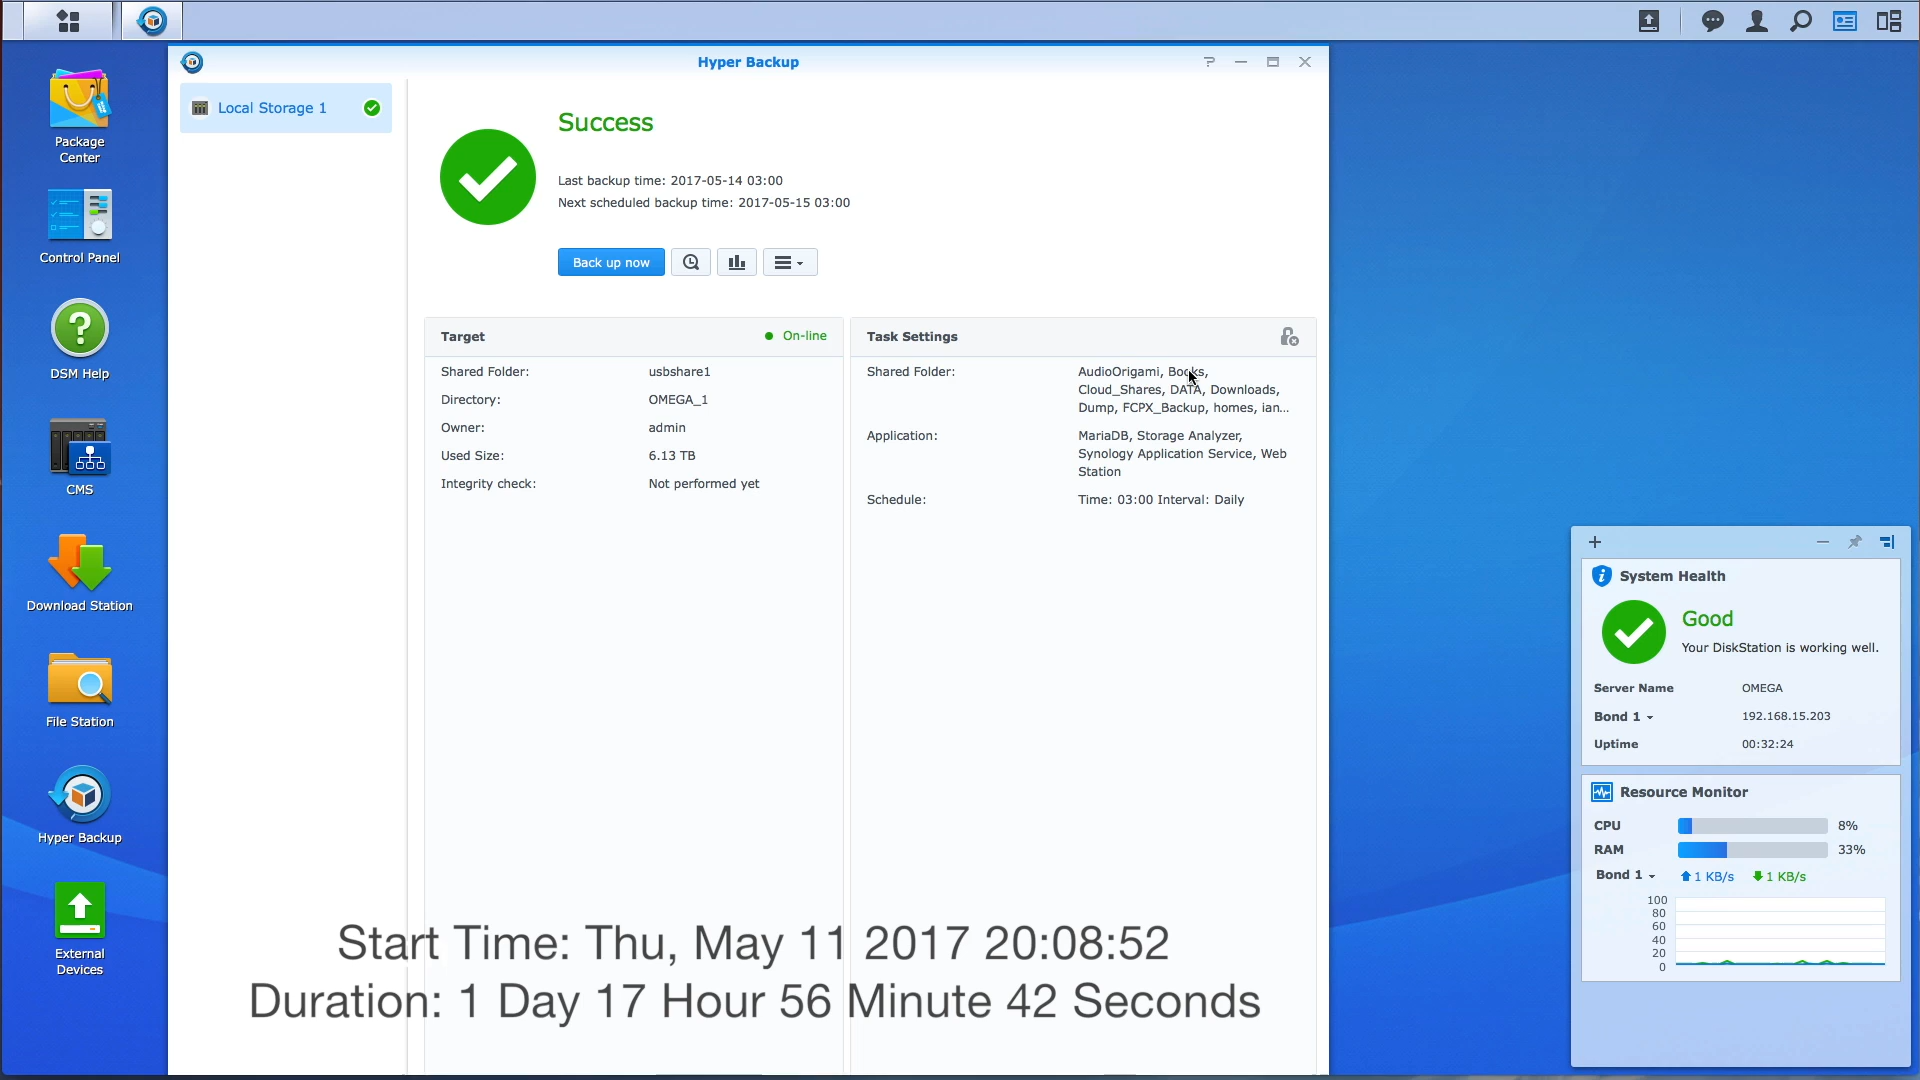 Hyper Backup
Package
Center
Control Panel
DSM Help
CMS
Download Station
File Station
Hyper Backup
External
Devices
Local Storage 1
Success
Last backup time: 2017-05-14 03:00
Next scheduled backup time: 2017-05-15 03:00
Back up now
Target
On-line
Shared Folder: usbshare1
Directory: OMEGA_1
Owner: admin
Used Size: 6.13 TB
Integrity check: Not performed yet
Task Settings
Shared Folder: AudioOrigami, Books,
Cloud_Shares, DATA, Downloads,
Dump, FCPX_Backup, homes, ian...
Application: MariaDB, Storage Analyzer,
Synology Application Service, Web
Station
Schedule: Time: 03:00 Interval: Daily
Start Time: Thu, May 11 2017 20:08:52
Duration: 1 Day 17 Hour 56 Minute 42 Seconds
System Health
Good
Your DiskStation is working well.
Server Name OMEGA
Bond 1 192.168.15.203
Uptime 00:32:24
Resource Monitor
CPU 8%
RAM 33%
Bond 1 1 KB/s 1 KB/s
100
80
60
40
20
0